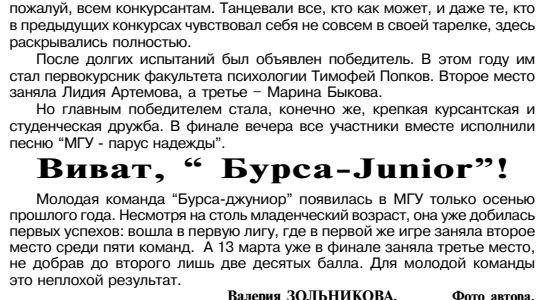 пожалуй, всем конкурсантам. Танцевали все, кто как может, и даже те, кто
в предыдущих конкурсах чувствовал себя не совсем в своей тарелке, здесь
раскрывались полностью.
После долгих испытаний был объявлен победитель. В этом году им
стал первокурсник факультета психологии Тимофей Попков. Второе место
заняла Лидия Артемова, а третье – Марина Быкова.
Но главным победителем стала, конечно же, крепкая курсантская и
студенческая дружба. В финале вечера все участники вместе исполнили
песню “МГУ - парус надежды”.
Виват, “ Бурса-Junior”!
Молодая команда “Бурса-джуниор” появилась в МГУ только осенью
прошлого года. Несмотря на столь младенческий возраст, она уже добилась
первых успехов: вошла в первую лигу, где в первой же игре заняла второе
место среди пяти команд. А 13 марта уже в финале заняла третье место,
не добрав до второго лишь две десятых балла. Для молодой команды
это неплохой результат.
Валерия ЗОЛЬНИКОВА. Фото автора.